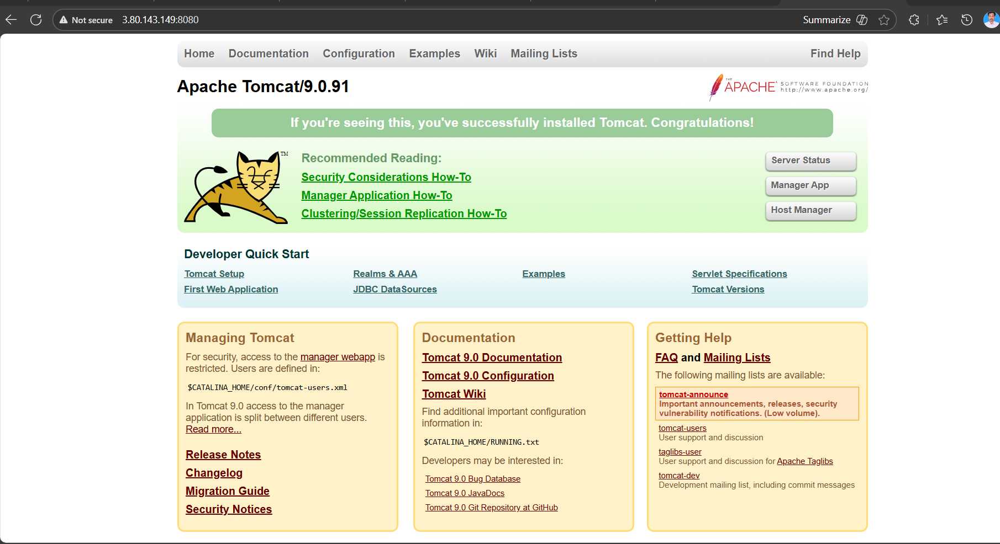 Not secure 3.80.143.149:8080 Summarize
Home Documentation Configuration Examples Wiki Mailing Lists Find Help
Apache Tomcat/9.0.91
THE APACHE® SOFTWARE FOUNDATION
http://www.apache.org/
If you're seeing this, you've successfully installed Tomcat. Congratulations!
TM
Recommended Reading:
Security Considerations How-To
Manager Application How-To
Clustering/Session Replication How-To
Server Status
Manager App
Host Manager
Developer Quick Start
Tomcat Setup
First Web Application
Realms & AAA
JDBC DataSources
Examples
Servlet Specifications
Tomcat Versions
Managing Tomcat
For security, access to the manager webapp is
restricted. Users are defined in:
$CATALINA_HOME/conf/tomcat-users.xml
In Tomcat 9.0 access to the manager
application is split between different users.
Read more...
Release Notes
Changelog
Migration Guide
Security Notices
Documentation
Tomcat 9.0 Documentation
Tomcat 9.0 Configuration
Tomcat Wiki
Find additional important configuration
information in:
$CATALINA_HOME/RUNNING.txt
Developers may be interested in:
Tomcat 9.0 Bug Database
Tomcat 9.0 JavaDocs
Tomcat 9.0 Git Repository at GitHub
Getting Help
FAQ and Mailing Lists
The following mailing lists are available:
tomcat-announce
Important announcements, releases, security
vulnerability notifications. (Low volume).
tomcat-users
User support and discussion
taglibs-user
User support and discussion for Apache Taglibs
tomcat-dev
Development mailing list, including commit messages